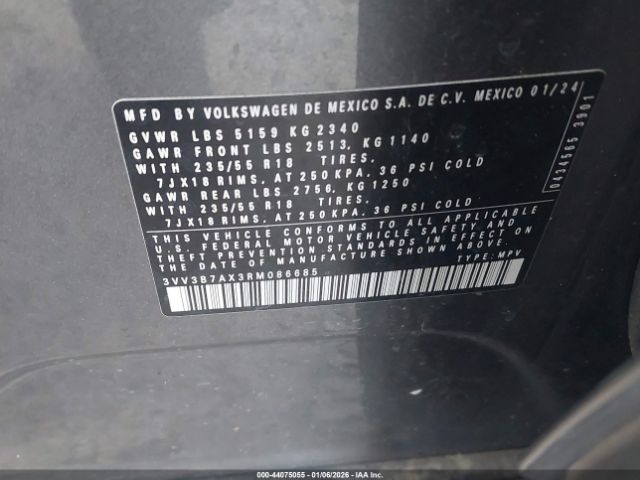 MFD BY VOLKSWAGEN DE MEXICO S.A. DE C.V. MEXICO 01/24
GVWR LBS 5159 KG 2340
GAWR FRONT LBS 2513, KG 1140
WITH 235/55 R18 TIRES.
7JX18 RIMS. AT 250 KPA. 36 PSI COLD
GAWR REAR LBS 2756, KG 1250
WITH 235/55 R18 TIRES.
7JX18 RIMS. AT 250 KPA. 36 PSI COLD
THIS VEHICLE CONFORMS TO ALL APPLICABLE
U.S. FEDERAL MOTOR VEHICLE SAFETY AND
THEFT PREVENTION STANDARDS IN EFFECT ON THE
DATE OF MANUFACTURE SHOWN ABOVE.
3VV3B7AX3RM086685 TYPE: MPV
0434565 3901
000-44075055 | 01/06/2026 - IAA Inc.